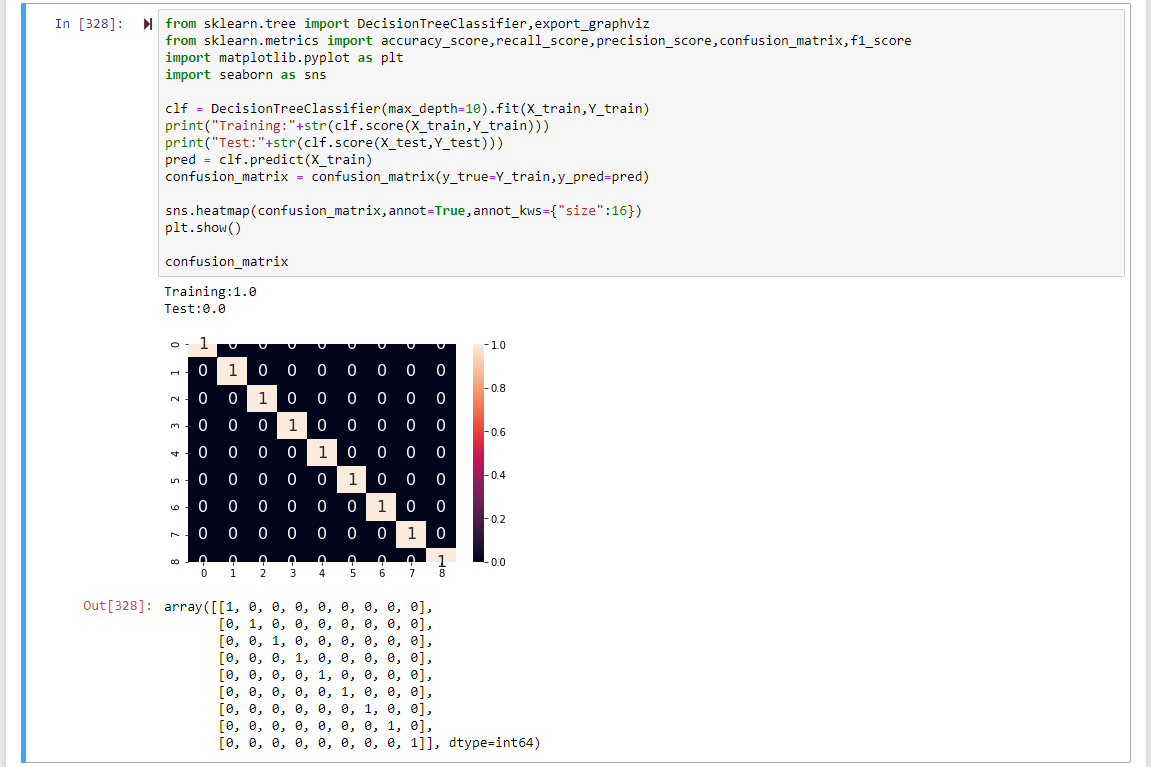 In [328]:
from sklearn.tree import DecisionTreeClassifier,export_graphviz
from sklearn.metrics import accuracy_score,recall_score,precision_score,confusion_matrix,f1_score
import matplotlib.pyplot as plt
import seaborn as sns
clf = DecisionTreeClassifier(max_depth=10).fit(X_train,Y_train)
print("Training:"+str(clf.score(X_train,Y_train)))
print("Test:"+str(clf.score(X_test,Y_test)))
pred = clf.predict(X_train)
confusion_matrix = confusion_matrix(y_true=Y_train,y_pred=pred)
sns.heatmap(confusion_matrix,annot=True,annot_kws={"size":16})
plt.show()
confusion_matrix
Training:1.0
Test:0.0
0 1 0 0 0 0 0 0 0 0
1 0 1 0 0 0 0 0 0 0
2 0 0 1 0 0 0 0 0 0
3 0 0 0 1 0 0 0 0 0
4 0 0 0 0 1 0 0 0 0
5 0 0 0 0 0 1 0 0 0
6 0 0 0 0 0 0 1 0 0
7 0 0 0 0 0 0 0 1 0
8 0 0 0 0 0 0 0 0 1
0 1 2 3 4 5 6 7 8
1.0
0.8
0.6
0.4
0.2
0.0
Out[328]:
array([[1, 0, 0, 0, 0, 0, 0, 0, 0],
[0, 1, 0, 0, 0, 0, 0, 0, 0],
[0, 0, 1, 0, 0, 0, 0, 0, 0],
[0, 0, 0, 1, 0, 0, 0, 0, 0],
[0, 0, 0, 0, 1, 0, 0, 0, 0],
[0, 0, 0, 0, 0, 1, 0, 0, 0],
[0, 0, 0, 0, 0, 0, 1, 0, 0],
[0, 0, 0, 0, 0, 0, 0, 1, 0],
[0, 0, 0, 0, 0, 0, 0, 0, 1]], dtype=int64)